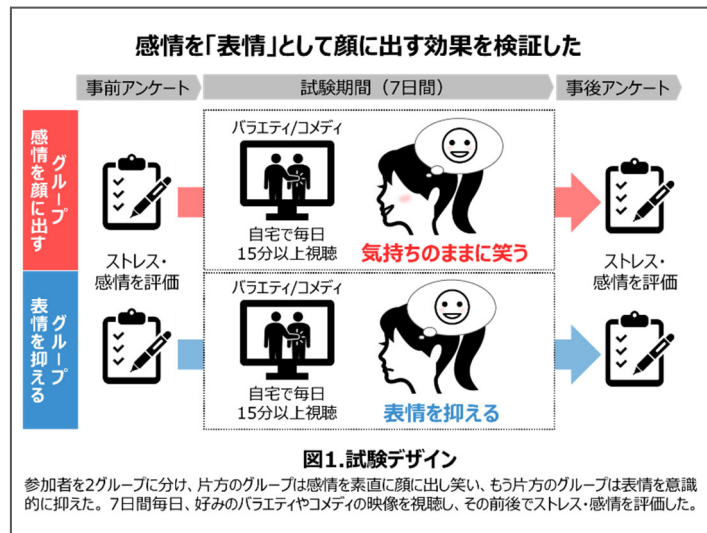 感情を「表情」として顔に出す効果を検証した
事前アンケート
試験期間（7日間）
事後アンケート
感情を顔に出す
グループ
ストレス・
感情を評価
バラエティ/コメディ
自宅で毎日
15分以上視聴
気持ちのままに笑う
ストレス・
感情を評価
表情を抑える
グループ
バラエティ/コメディ
自宅で毎日
15分以上視聴
表情を抑える
図1.試験デザイン
参加者を2グループに分け、片方のグループは感情を素直に顔に出し笑い、もう片方のグループは表情を意識
的に抑えた。7日間毎日、好みのバラエティやコメディの映像を視聴し、その前後でストレス・感情を評価した。